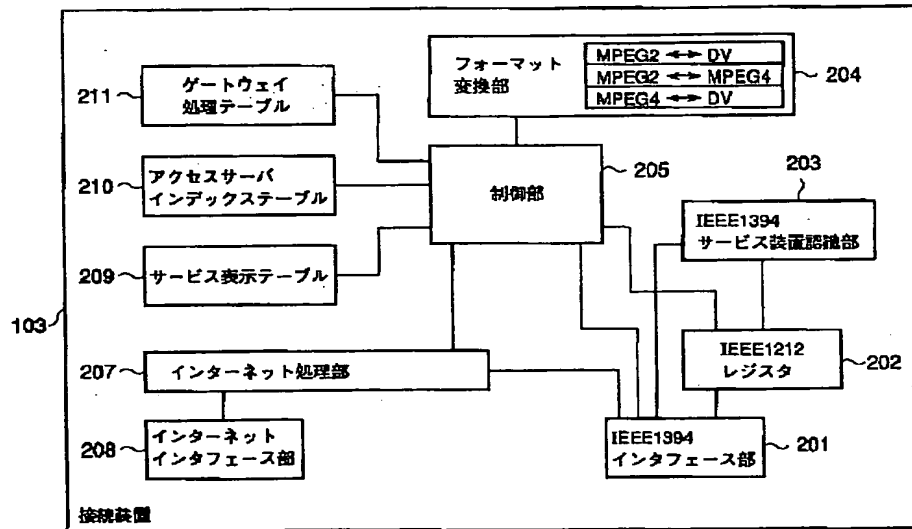 MPEG2 ↔ DV
フォーマット
変換部
MPEG2 ↔ MPEG4
MPEG4 ↔ DV
204
211
ゲートウェイ
処理テーブル
210
アクセスサーバ
インデックステーブル
制御部
205
203
IEEE1394
サービス装置認識部
209
サービス表示テーブル
103
207
インターネット処理部
IEEE1212
レジスタ
202
208
インターネット
インタフェース部
IEEE1394
インタフェース部
201
接続装置